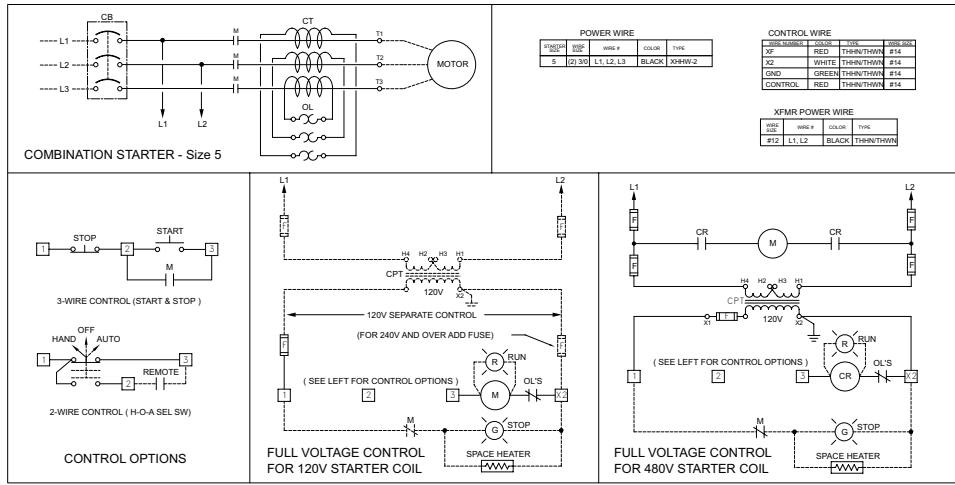 CB
CT
M
T1
L1
M
T2
L2
MOTOR
M
T3
L3
OL
L1 L2
COMBINATION STARTER - Size 5
POWER WIRE
STARTER SIZE WIRE SIZE WIRE # COLOR TYPE
5 (2) 3/0 L1, L2, L3 BLACK XHHW-2
CONTROL WIRE
WIRE NUMBER COLOR TYPE WIRE SIZE
XF RED THHN/THWN #14
X2 WHITE THHN/THWN #14
GND GREEN THHN/THWN #14
CONTROL RED THHN/THWN #14
XFMR POWER WIRE
WIRE SIZE WIRE # COLOR TYPE
#12 L1, L2 BLACK THHN/THWN
STOP START
1 2 3
M
3-WIRE CONTROL (START & STOP )
OFF
HAND AUTO
1 3
REMOTE
2
2-WIRE CONTROL ( H-O-A SEL SW)
CONTROL OPTIONS
L1 L2
F F
H4 H2 H3 H1
CPT
120V
X2
120V SEPARATE CONTROL
(FOR 240V AND OVER ADD FUSE)
F F
R RUN
( SEE LEFT FOR CONTROL OPTIONS )
OL'S
1 2 3 M X2
M
G STOP
SPACE HEATER
FULL VOLTAGE CONTROL
FOR 120V STARTER COIL
L1 L2
F F
CR M CR
F F
H4 H2 H3 H1
CPT
F
X1 120V X2
R RUN
( SEE LEFT FOR CONTROL OPTIONS )
OL'S
1 2 3 CR X2
M
G STOP
SPACE HEATER
FULL VOLTAGE CONTROL
FOR 480V STARTER COIL